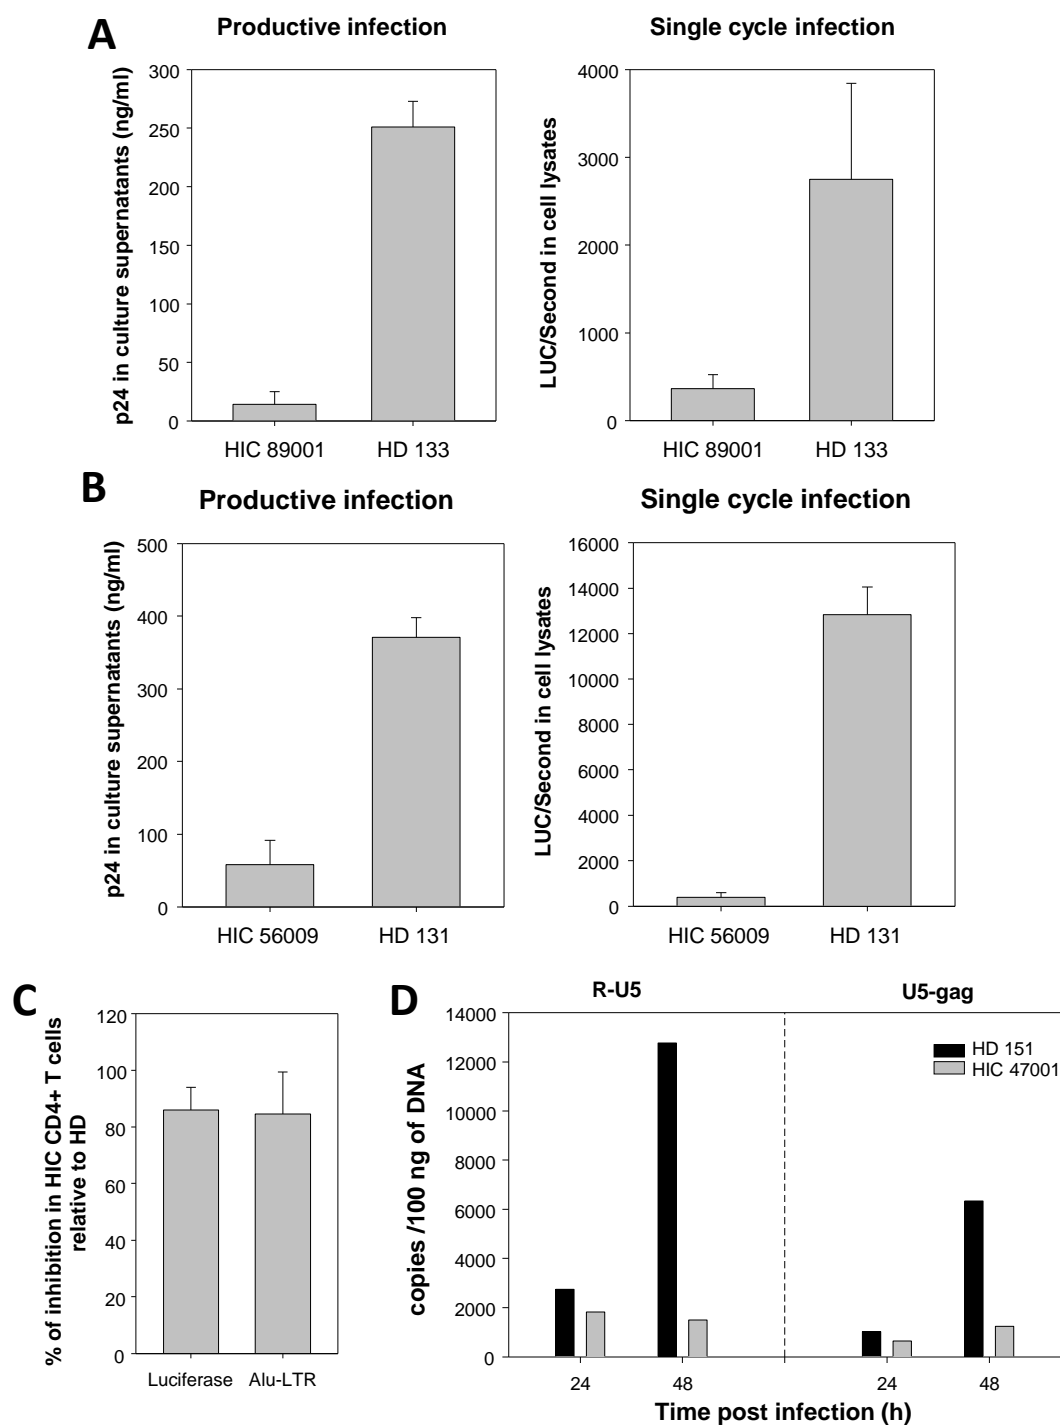 A
Productive infection
Single cycle infection
p24 in culture supernatants (ng/ml)
300
250
200
150
100
50
0
HIC 89001
HD 133
LUC/Second in cell lysates
4000
3000
2000
1000
0
HIC 89001
HD 133
B
Productive infection
Single cycle infection
p24 in culture supernatants (ng/ml)
500
400
300
200
100
0
HIC 56009
HD 131
LUC/Second in cell lysates
16000
14000
12000
10000
8000
6000
4000
2000
0
HIC 56009
HD 131
C
% of inhibition in HIC CD4+ T cells
relative to HD
120
100
80
60
40
20
0
Luciferase
Alu-LTR
D
R-U5
U5-gag
copies /100 ng of DNA
14000
12000
10000
8000
6000
4000
2000
0
HD 151
HIC 47001
24
48
24
48
Time post infection (h)